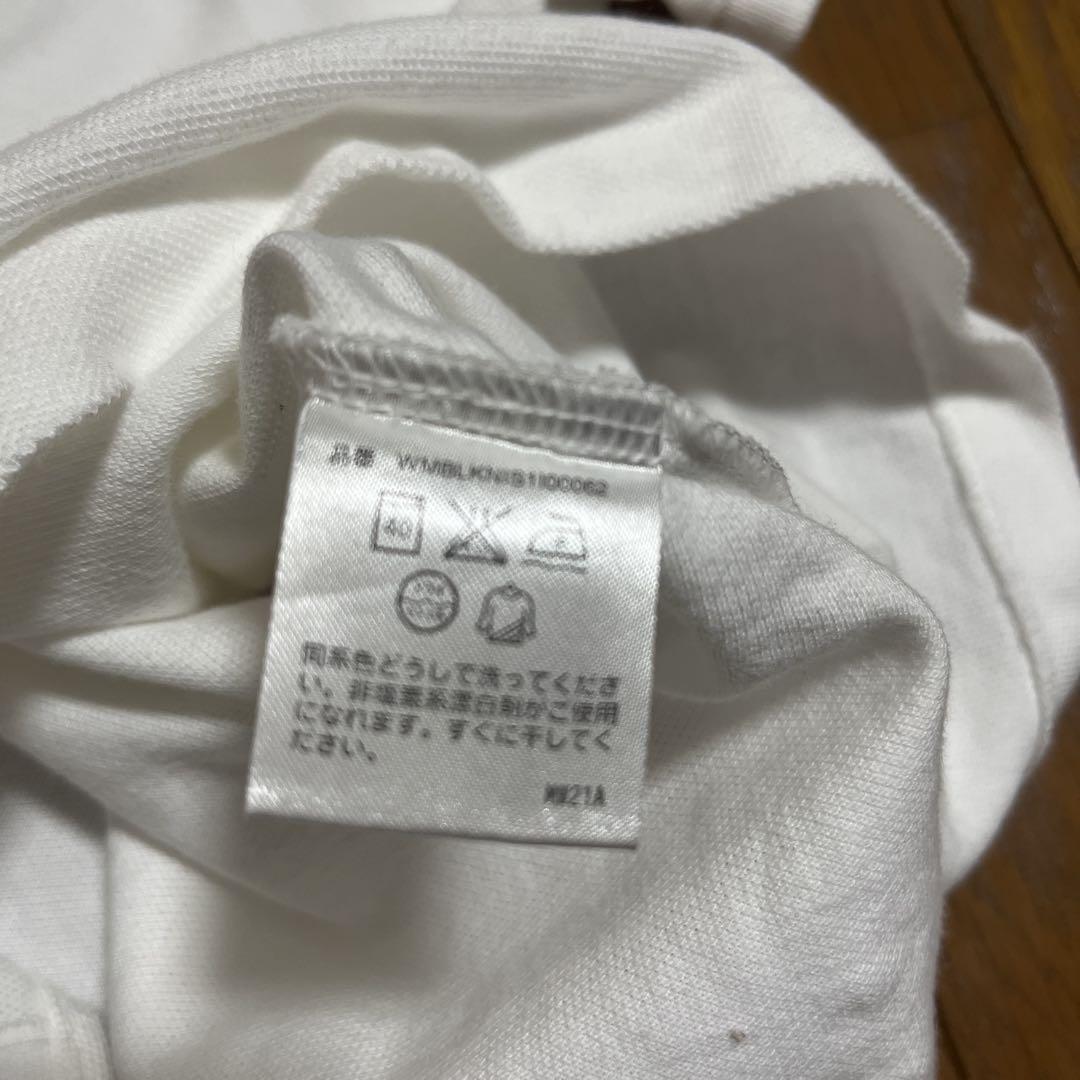 品番 WMBLKNIS1I00062
40
同系色どうしで洗ってくださ
い。非塩素系漂白剤がご使用
になれます。すぐに干してく
ださい。
MM21A